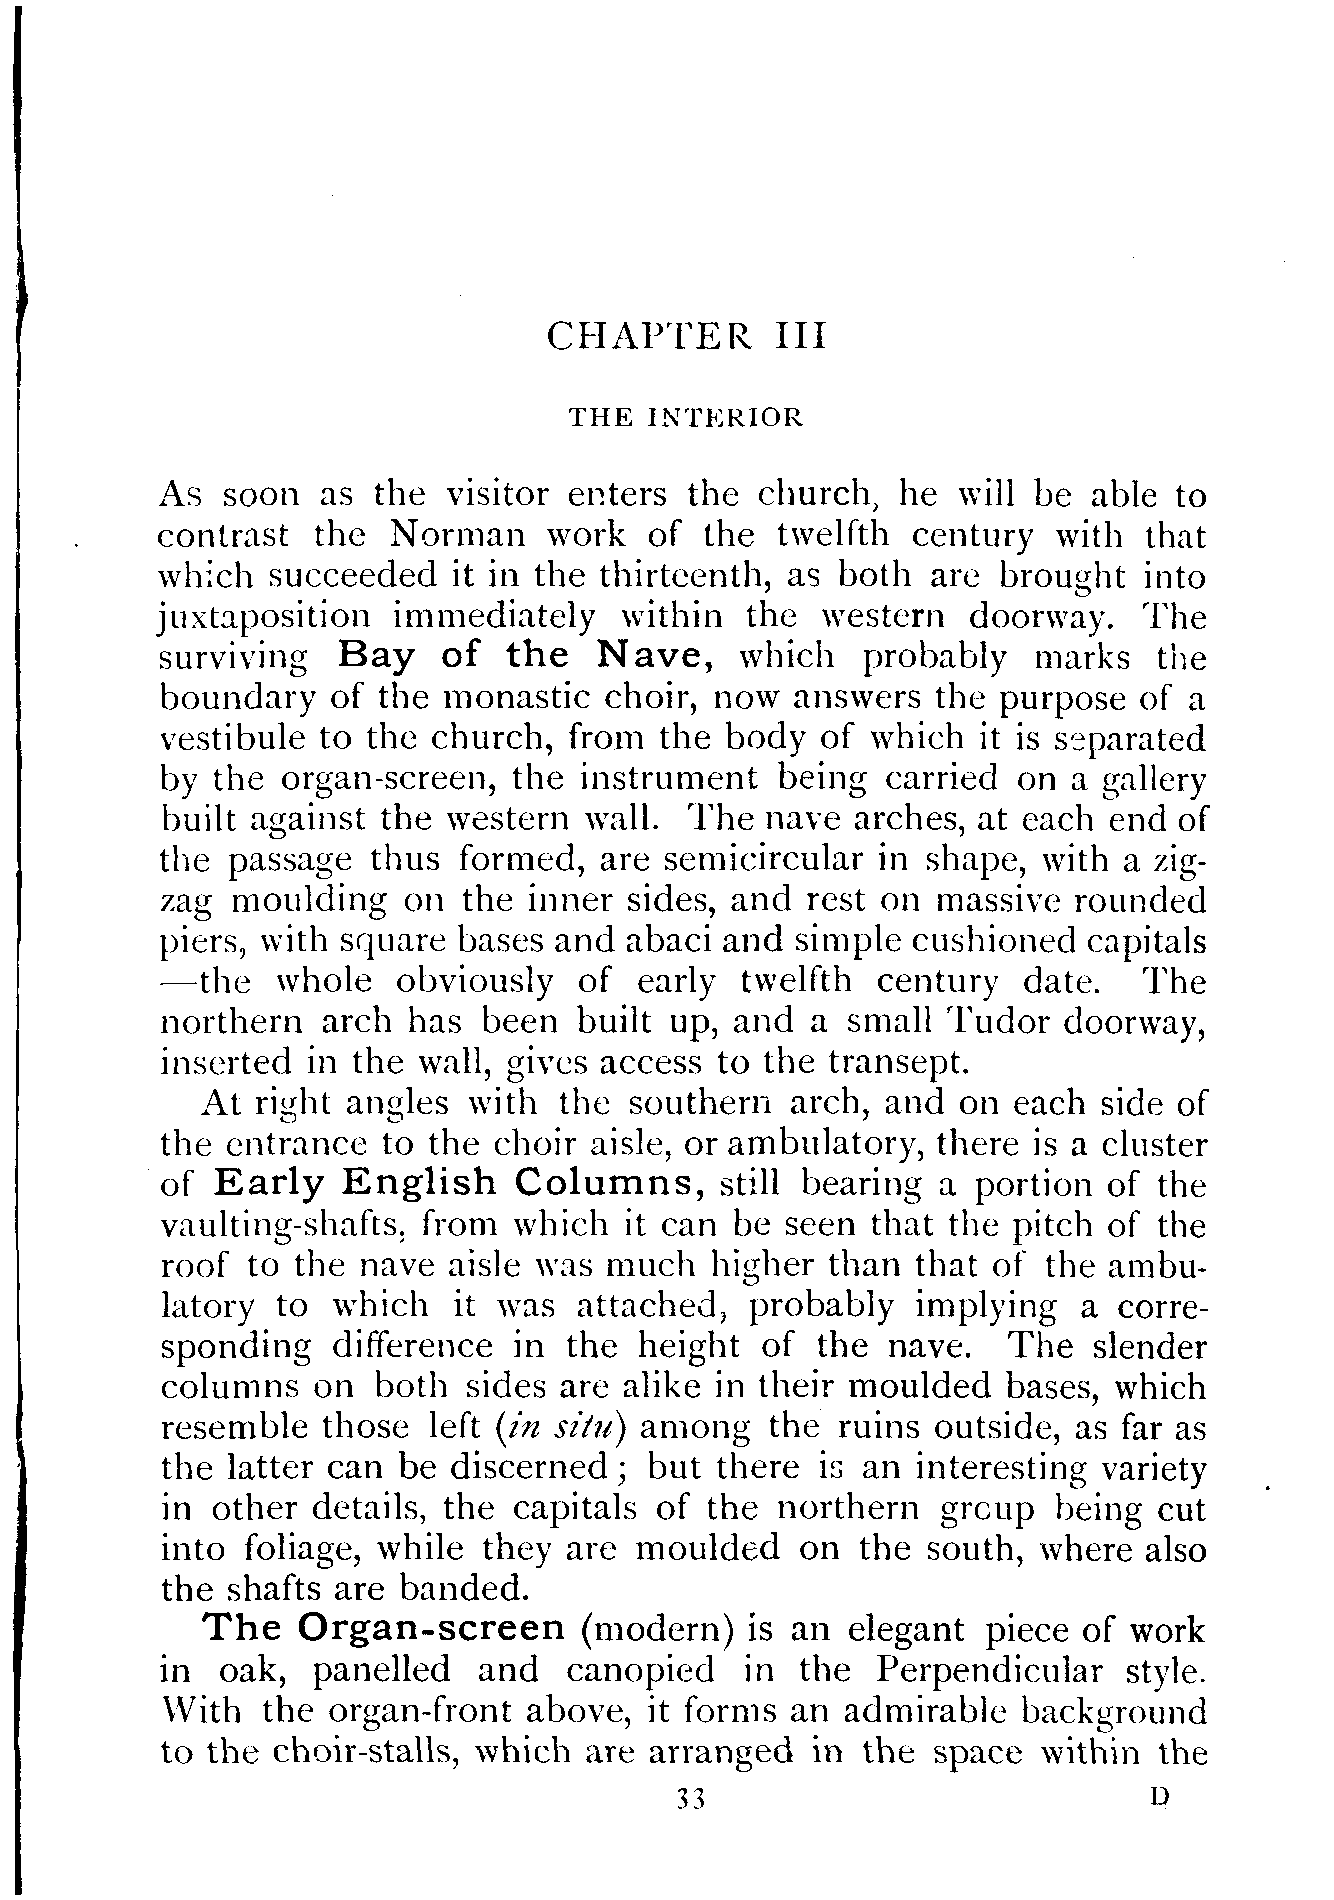 CHAPTER III
THE INTERIOR
As soon as the visitor enters the church, he will be able to
contrast the Norman work of the twelfth century with that
which succeeded it in the thirteenth, as both are brought into
juxtaposition immediately within the western doorway. The
surviving Bay of the Nave, which probably marks the
boundary of the monastic choir, now answers the purpose of a
vestibule to the church, from the body of which it is separated
by the organ-screen, the instrument being carried on a gallery
built against the western wall. The nave arches, at each end of
the passage thus formed, are semicircular in shape, with a zig-
zag moulding on the inner sides, and rest on massive rounded
piers, with square bases and abaci and simple cushioned capitals
—the whole obviously of early twelfth century date. The
northern arch has been built up, and a small Tudor doorway,
inserted in the wall, gives access to the transept.
At right angles with the southern arch, and on each side of
the entrance to the choir aisle, or ambulatory, there is a cluster
of Early English Columns, still bearing a portion of the
vaulting-shafts, from which it can be seen that the pitch of the
roof to the nave aisle was much higher than that of the ambu-
latory to which it was attached, probably implying a corre-
sponding difference in the height of the nave. The slender
columns on both sides are alike in their moulded bases, which
resemble those left (in situ) among the ruins outside, as far as
the latter can be discerned; but there is an interesting variety
in other details, the capitals of the northern group being cut
into foliage, while they are moulded on the south, where also
the shafts are banded.
The Organ-screen (modern) is an elegant piece of work
in oak, panelled and canopied in the Perpendicular style.
With the organ-front above, it forms an admirable background
to the choir-stalls, which are arranged in the space within the
33 D